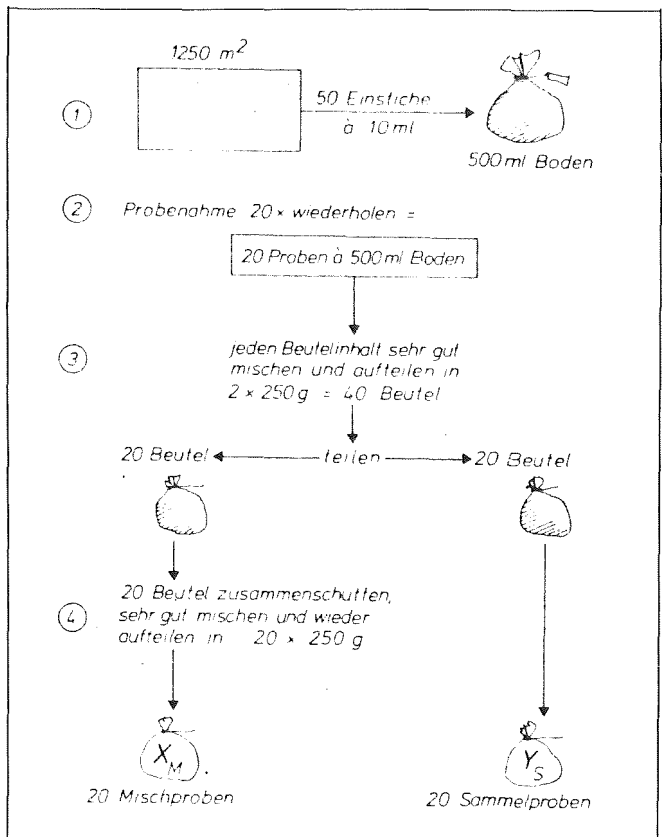 1250 m²
① 50 Einstiche
à 10 ml
500 ml Boden
② Probenahme 20 × wiederholen =
20 Proben à 500 ml Boden
③ jeden Beutelinhalt sehr gut
mischen und aufteilen in
2 × 250 g = 40 Beutel
20 Beutel teilen 20 Beutel
20 Beutel zusammenschutten,
④ sehr gut mischen und wieder
aufteilen in 20 × 250 g
X_M Y_S
20 Mischproben 20 Sammelproben